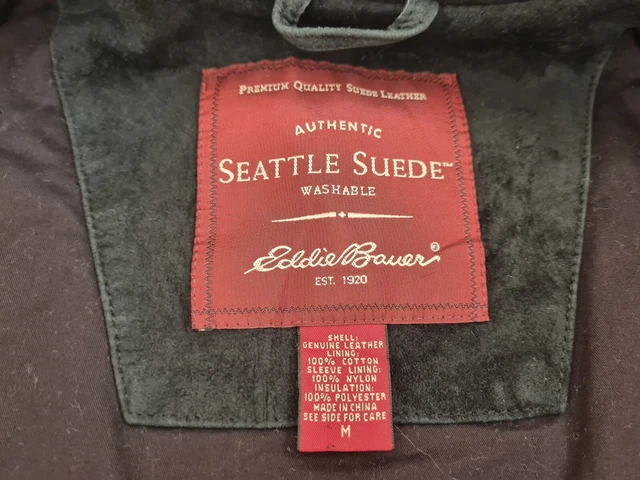 PREMIUM QUALITY SUEDE LEATHER
AUTHENTIC
SEATTLE SUEDE™
WASHABLE
Eddie Bauer®
EST. 1920
SHELL:
GENUINE LEATHER
LINING:
100% COTTON
SLEEVE LINING:
100% NYLON
INSULATION:
100% POLYESTER
MADE IN CHINA
SEE SIDE FOR CARE
M